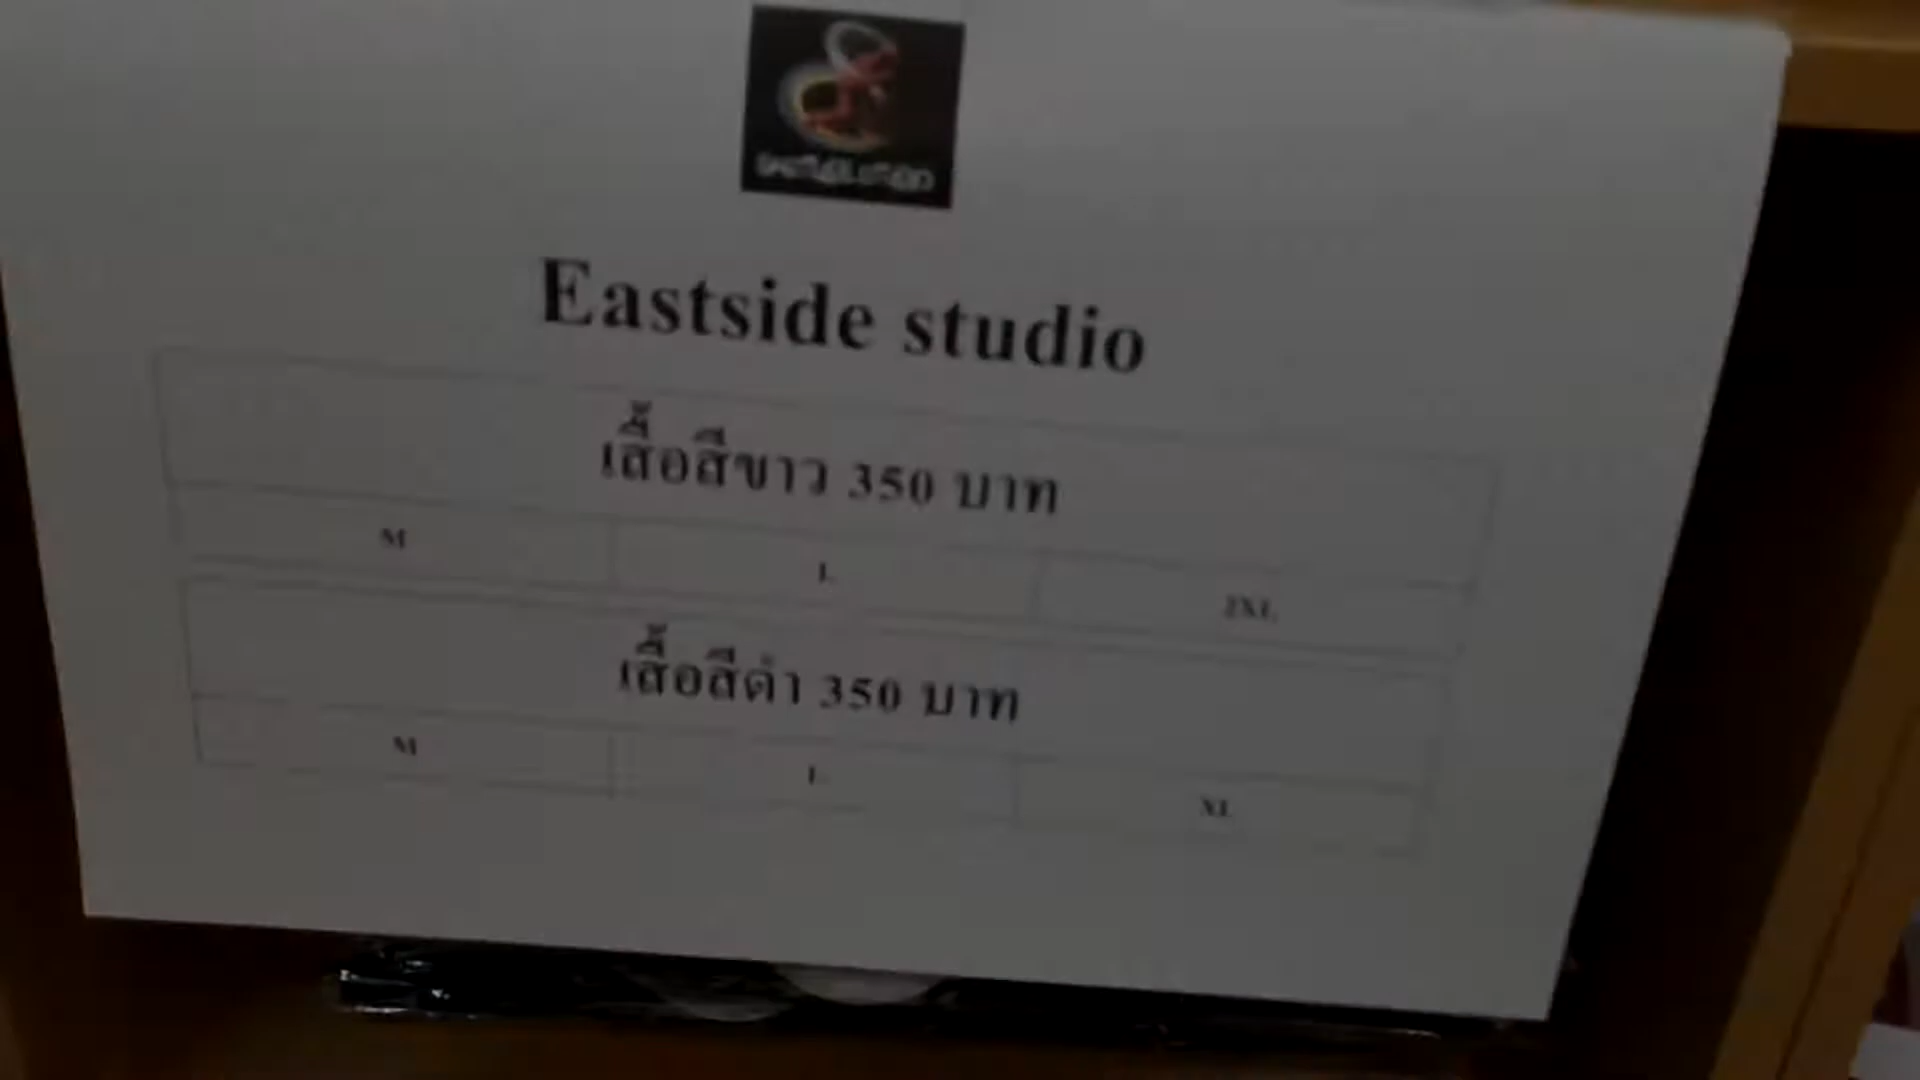 Eastside studio
เสื้อสีขาว 350 บาท
M L 2XL
เสื้อสีดำ 350 บาท
M L XL